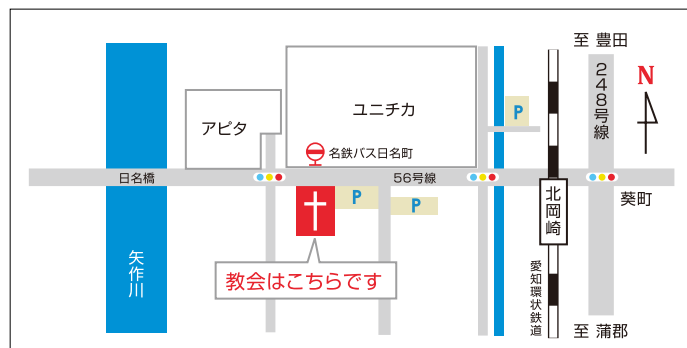 至 豊田
248号線
N
P
ユニチカ
アピタ
名鉄バス日名町
日名橋
56号線
葵町
北岡崎
P
P
矢作川
教会はこちらです
愛知環状鉄道
至 蒲郡